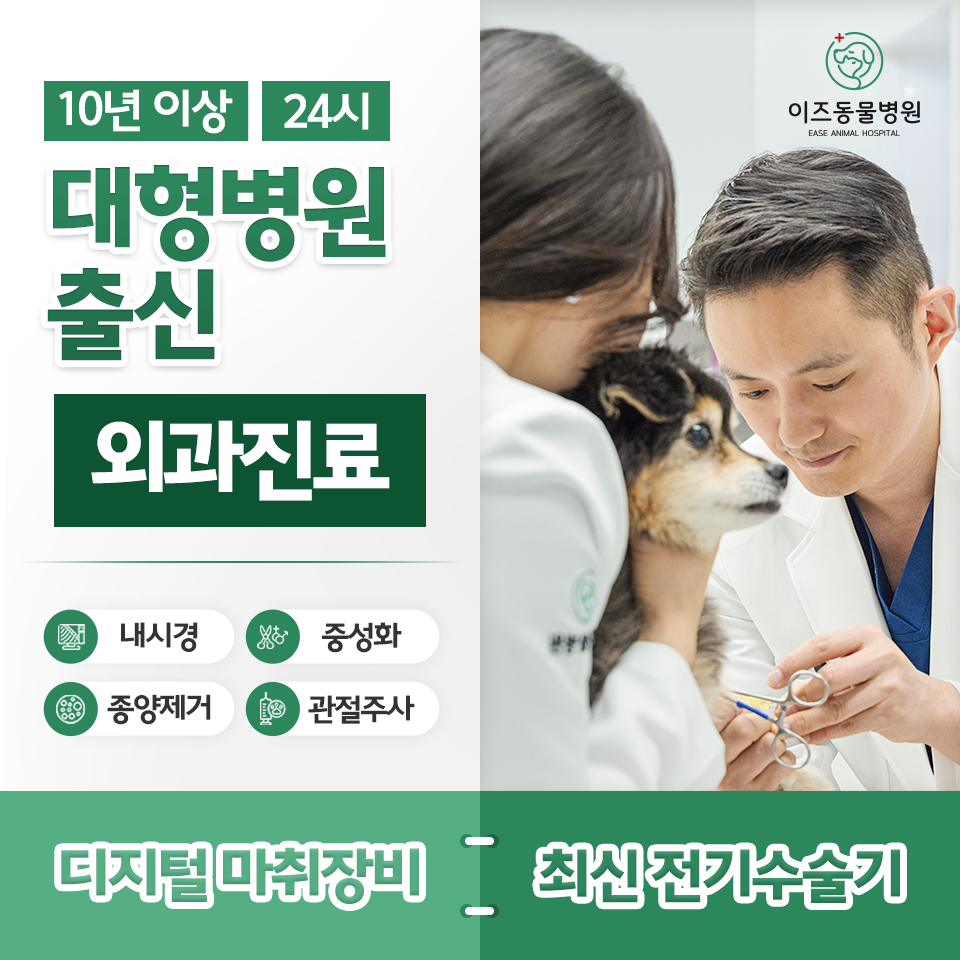 10년 이상 24시
대형병원
출신
외과진료
내시경 중성화
종양제거 관절주사
디지털 마취장비 최신 전기수술기
이즈동물병원
EASE ANIMAL HOSPITAL